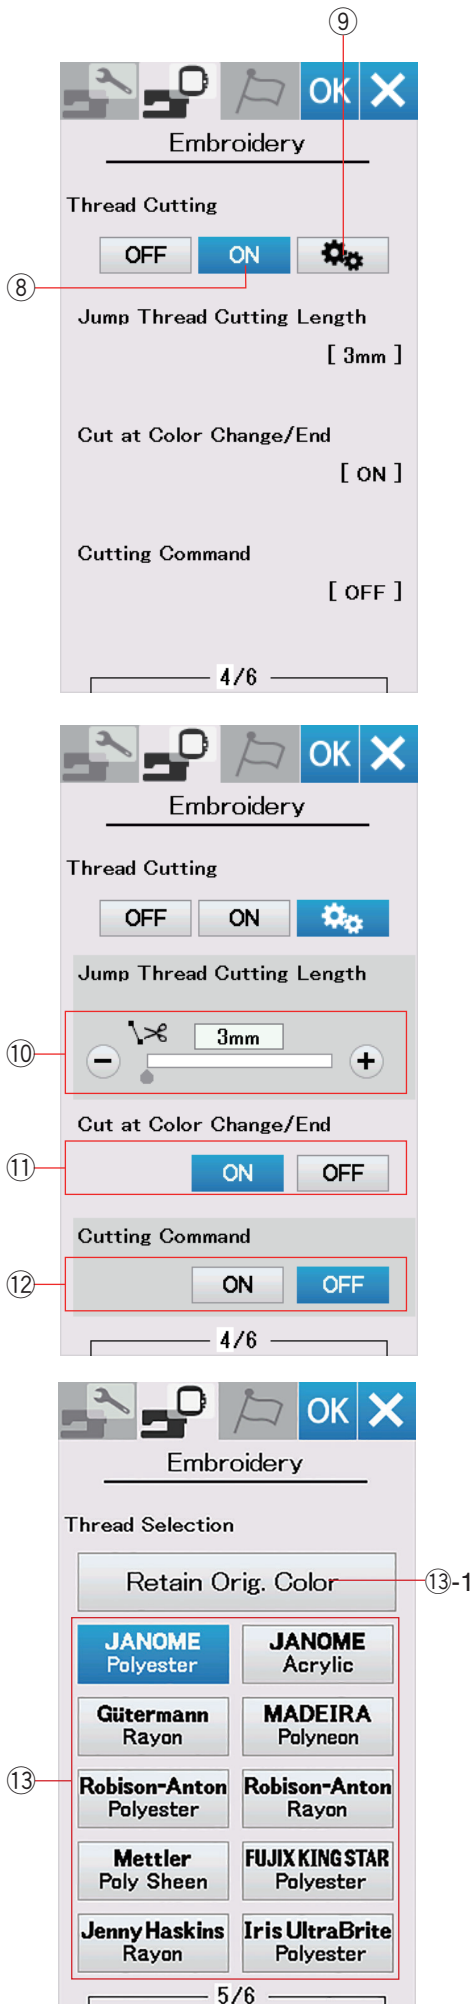 ⑨
OK
Embroidery
Thread Cutting
OFF ON
⑧
Jump Thread Cutting Length
[ 3mm ]
Cut at Color Change/End
[ ON ]
Cutting Command
[ OFF ]
4/6
OK
Embroidery
Thread Cutting
OFF ON
Jump Thread Cutting Length
3mm
⑩
Cut at Color Change/End
⑪
ON OFF
Cutting Command
⑫
ON OFF
4/6
OK
Embroidery
Thread Selection
Retain Orig. Color
⑬-1
JANOME
Polyester
JANOME
Acrylic
Gütermann
Rayon
MADEIRA
Polyneon
⑬
Robison-Anton
Polyester
Robison-Anton
Rayon
Mettler
Poly Sheen
FUJIX KING STAR
Polyester
Jenny Haskins
Rayon
Iris UltraBrite
Polyester
5/6